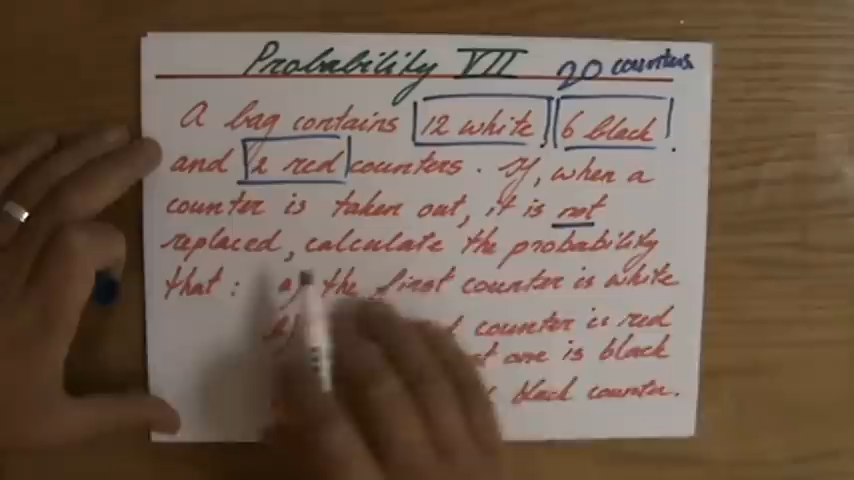 Probability VII 20 counters
A bag contains 12 white, 6 black
and 2 red counters. If, when a
counter is taken out, it is not
replaced, calculate the probability
that: a) the first counter is white
counter is red
one is black
black counter.